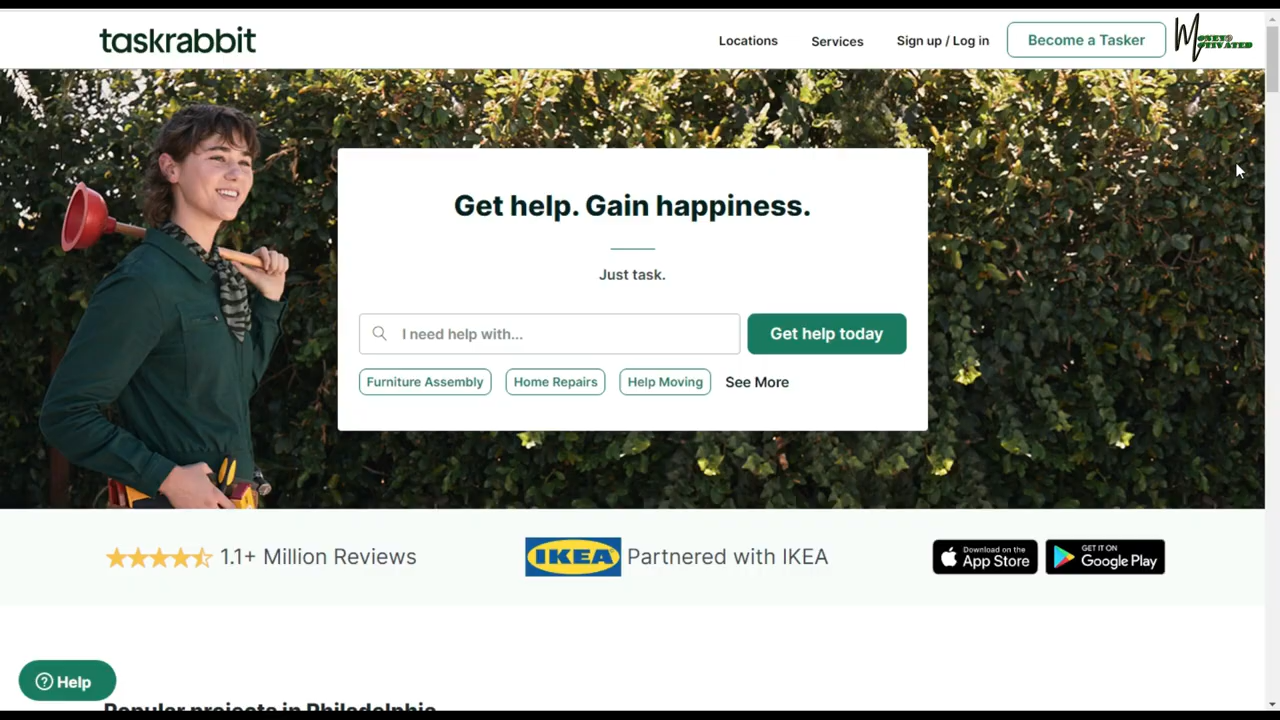 taskrabbit
Locations
Services
Sign up / Log in
Become a Tasker
MONEY
MOTIVATED
Get help. Gain happiness.
Just task.
I need help with...
Get help today
Furniture Assembly
Home Repairs
Help Moving
See More
1.1+ Million Reviews
IKEA
Partnered with IKEA
Download on the
App Store
GET IT ON
Google Play
Help
Popular projects in Philadelphia